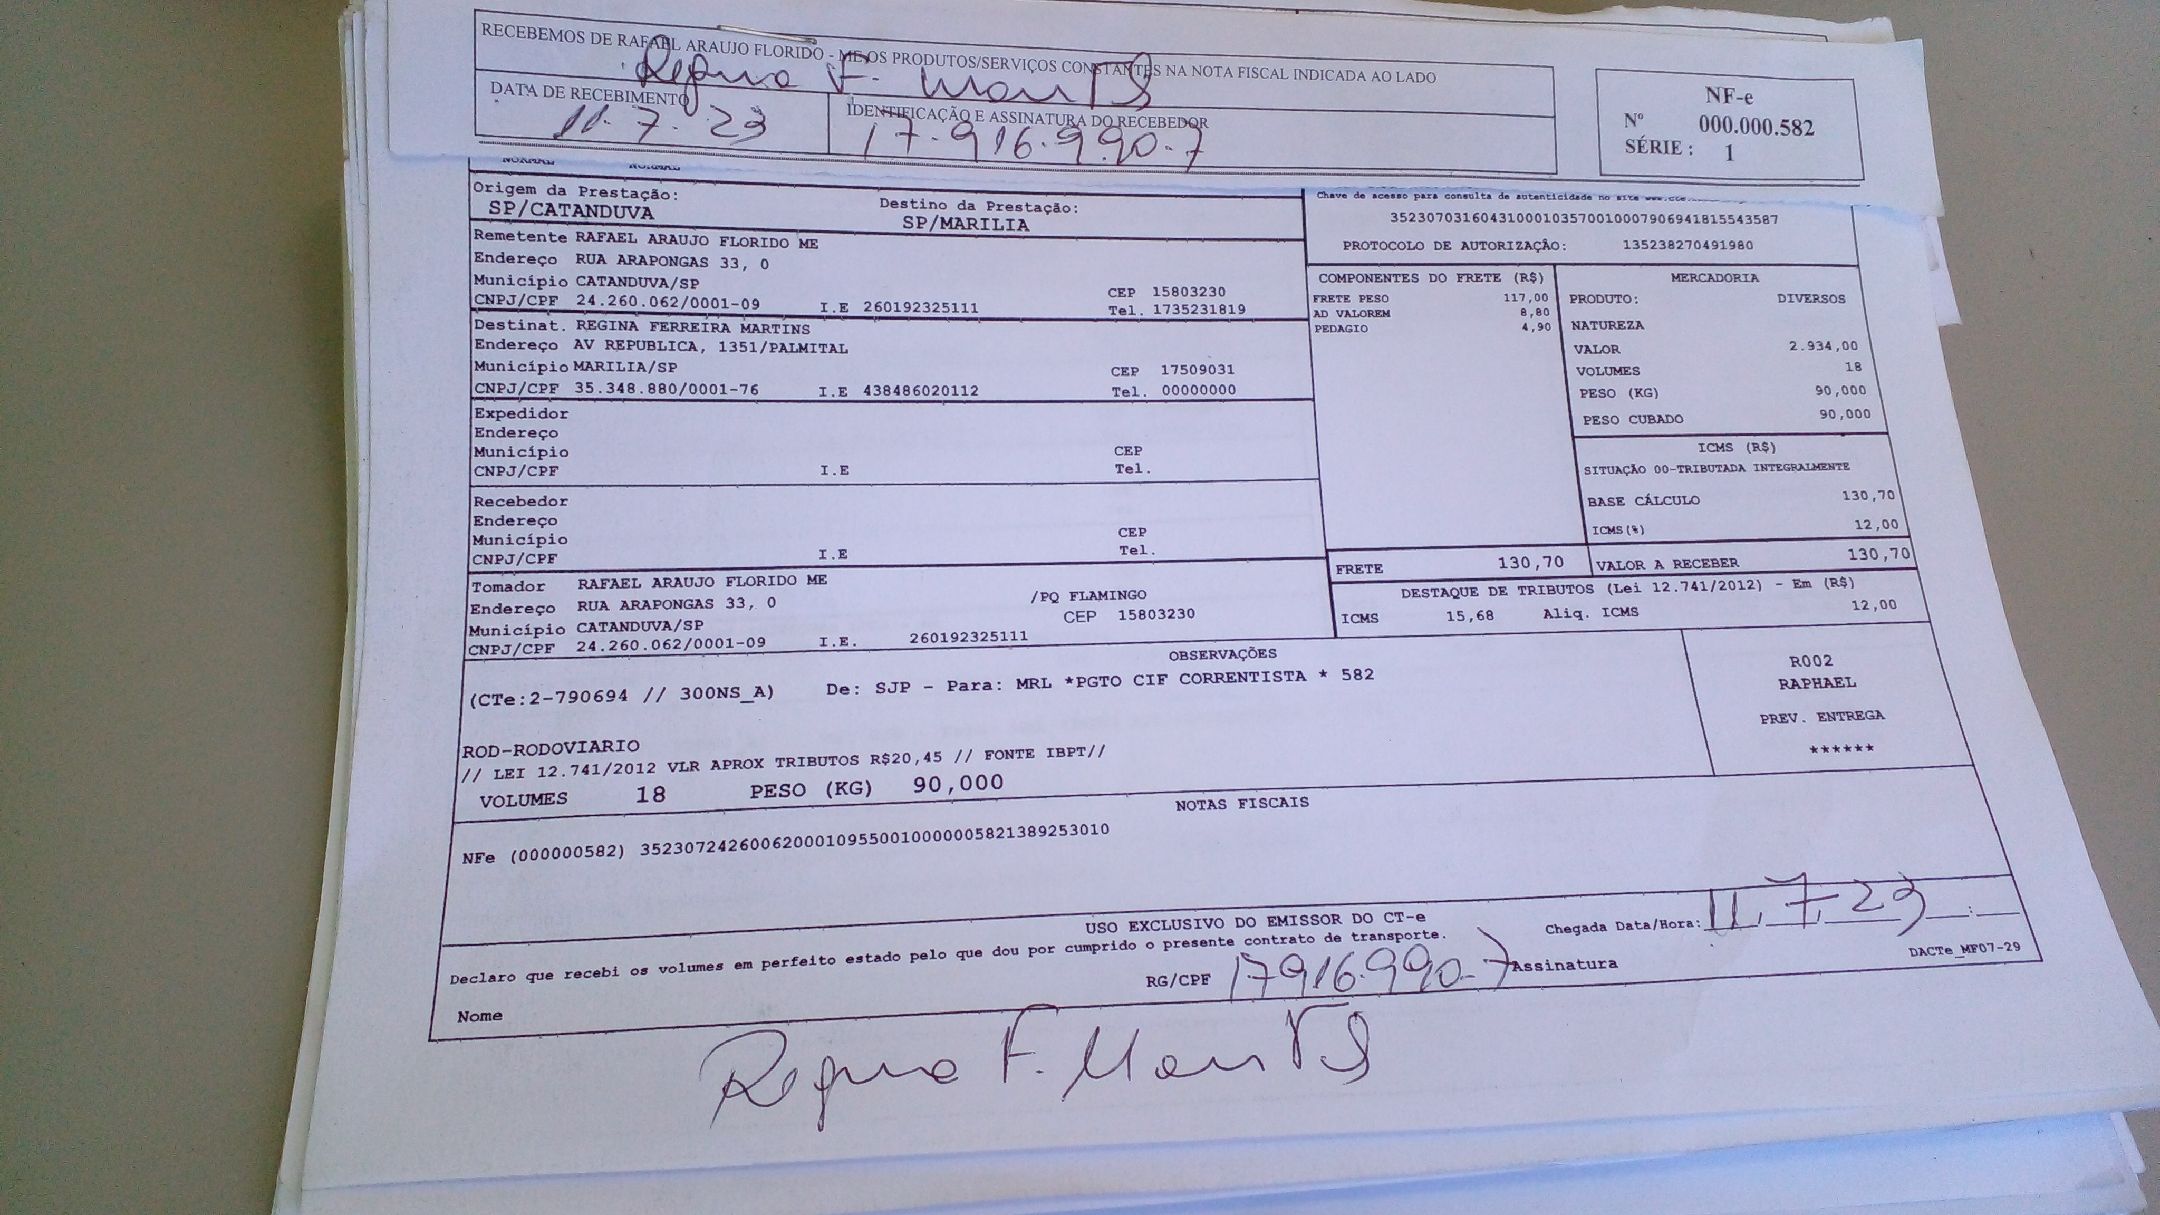 RECEBEMOS DE RAFAEL ARAUJO FLORIDO - ME OS PRODUTOS/SERVIÇOS CONSTANTES NA NOTA FISCAL INDICADA AO LADO
DATA DE RECEBIMENTO
11.7.23
IDENTIFICAÇÃO E ASSINATURA DO RECEBEDOR
17.916.990-7
NF-e
Nº 000.000.582
SÉRIE : 1
NORMAL NORMAL
Origem da Prestação:
SP/CATANDUVA
Destino da Prestação:
SP/MARILIA
Remetente RAFAEL ARAUJO FLORIDO ME
Endereço RUA ARAPONGAS 33, 0
Município CATANDUVA/SP
CEP 15803230
CNPJ/CPF 24.260.062/0001-09 I.E 260192325111 Tel. 1735231819
Destinat. REGINA FERREIRA MARTINS
Endereço AV REPUBLICA, 1351/PALMITAL
Município MARILIA/SP CEP 17509031
CNPJ/CPF 35.348.880/0001-76 I.E 438486020112 Tel. 00000000
Expedidor
Endereço
Município CEP
CNPJ/CPF I.E Tel.
Recebedor
Endereço
Município CEP
CNPJ/CPF I.E Tel.
Tomador RAFAEL ARAUJO FLORIDO ME
Endereço RUA ARAPONGAS 33, 0 /PQ FLAMINGO
Município CATANDUVA/SP CEP 15803230
CNPJ/CPF 24.260.062/0001-09 I.E. 260192325111
Chave de acesso para consulta de autenticidade no site
35230703160431000103570010007906941815543587
PROTOCOLO DE AUTORIZAÇÃO: 135238270491980
COMPONENTES DO FRETE (R$)
FRETE PESO 117,00
AD VALOREM 8,80
PEDAGIO 4,90
MERCADORIA
PRODUTO: DIVERSOS
NATUREZA
VALOR 2.934,00
VOLUMES 18
PESO (KG) 90,000
PESO CUBADO 90,000
ICMS (R$)
SITUAÇÃO 00-TRIBUTADA INTEGRALMENTE
BASE CÁLCULO 130,70
ICMS(%) 12,00
FRETE 130,70
VALOR A RECEBER 130,70
DESTAQUE DE TRIBUTOS (Lei 12.741/2012) - Em (R$)
ICMS 15,68 Aliq. ICMS 12,00
OBSERVAÇÕES
(CTe:2-790694 // 300NS_A) De: SJP - Para: MRL *PGTO CIF CORRENTISTA * 582
ROD-RODOVIARIO
// LEI 12.741/2012 VLR APROX TRIBUTOS R$20,45 // FONTE IBPT//
VOLUMES 18 PESO (KG) 90,000
R002
RAPHAEL
PREV. ENTREGA
******
NOTAS FISCAIS
NFe (000000582) 35230724260062000109550010000005821389253010
USO EXCLUSIVO DO EMISSOR DO CT-e
Declaro que recebi os volumes em perfeito estado pelo que dou por cumprido o presente contrato de transporte.
Chegada Data/Hora: 11.7.23
RG/CPF 17916.990-7 Assinatura
DACTe_MF07-29
Nome